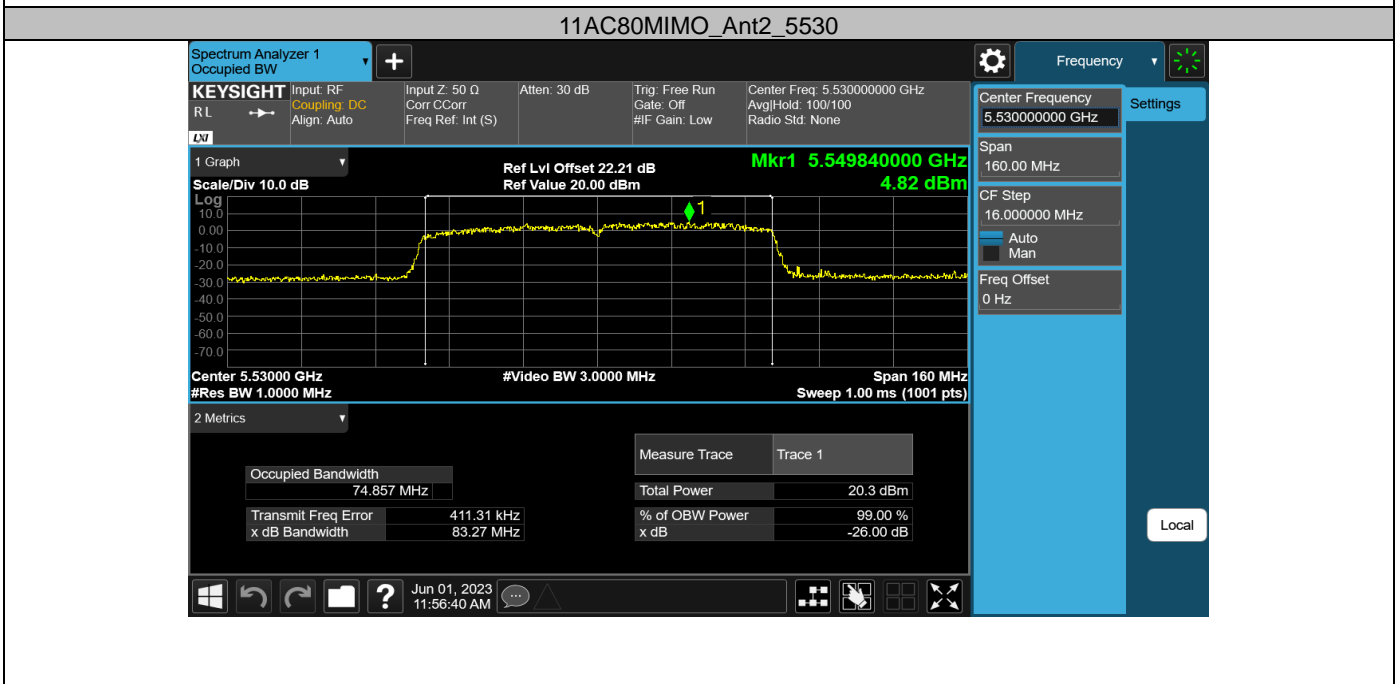 11AC80MIMO_Ant2_5530
Spectrum Analyzer 1
Occupied BW
+
Frequency
KEYSIGHT
R L
LXI
Input: RF
Coupling: DC
Align: Auto
Input Z: 50 Ω
Corr CCorr
Freq Ref: Int (S)
Atten: 30 dB
Trig: Free Run
Gate: Off
#IF Gain: Low
Center Freq: 5.530000000 GHz
Avg|Hold: 100/100
Radio Std: None
Center Frequency
5.530000000 GHz
Settings
Span
160.00 MHz
CF Step
16.000000 MHz
Auto
Man
Freq Offset
0 Hz
Local
1 Graph
Scale/Div 10.0 dB
Ref Lvl Offset 22.21 dB
Ref Value 20.00 dBm
Mkr1 5.549840000 GHz
4.82 dBm
Log
10.0
0.00
-10.0
-20.0
-30.0
-40.0
-50.0
-60.0
-70.0
1
Center 5.53000 GHz
#Video BW 3.0000 MHz
Span 160 MHz
#Res BW 1.0000 MHz
Sweep 1.00 ms (1001 pts)
2 Metrics
Measure Trace Trace 1
Occupied Bandwidth
74.857 MHz
Total Power 20.3 dBm
Transmit Freq Error 411.31 kHz
% of OBW Power 99.00 %
x dB Bandwidth 83.27 MHz
x dB -26.00 dB
?
Jun 01, 2023
11:56:40 AM